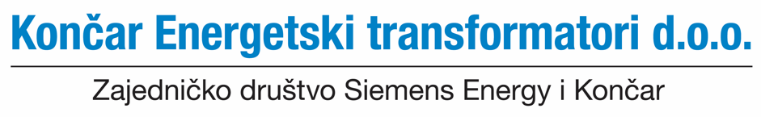 Končar Energetski transformatori d.o.o.
Zajedničko društvo Siemens Energy i Končar